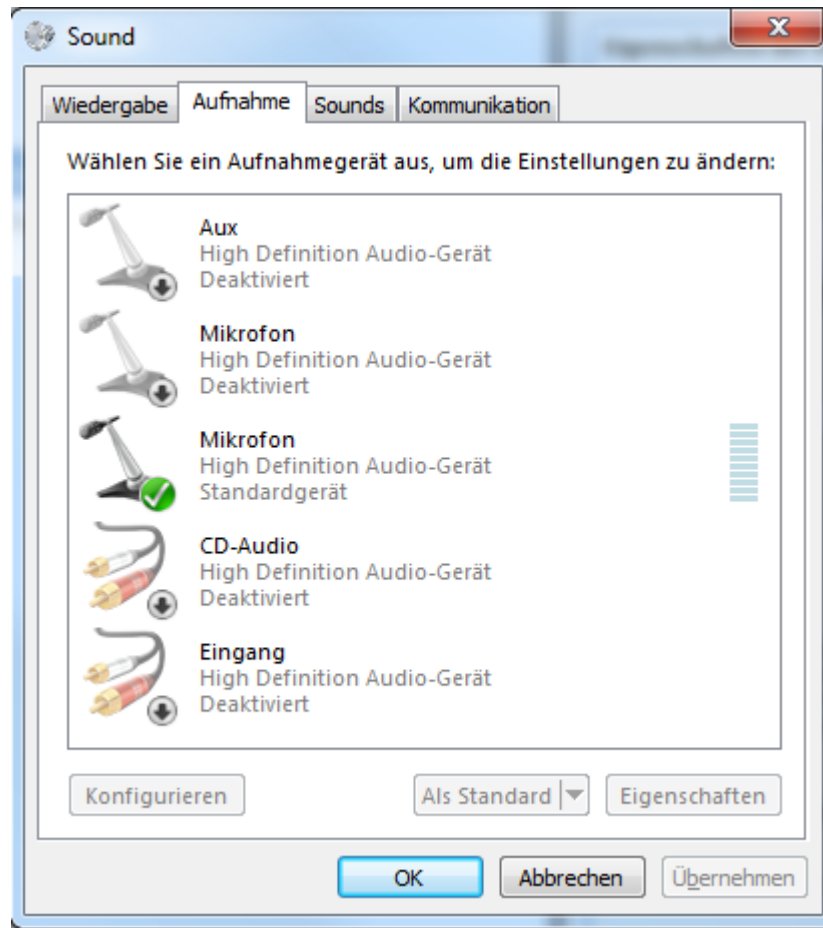 Sound
Wiedergabe Aufnahme Sounds Kommunikation
Wählen Sie ein Aufnahmegerät aus, um die Einstellungen zu ändern:
Aux
High Definition Audio-Gerät
Deaktiviert
Mikrofon
High Definition Audio-Gerät
Deaktiviert
Mikrofon
High Definition Audio-Gerät
Standardgerät
CD-Audio
High Definition Audio-Gerät
Deaktiviert
Eingang
High Definition Audio-Gerät
Deaktiviert
Konfigurieren Als Standard Eigenschaften
OK Abbrechen Übernehmen